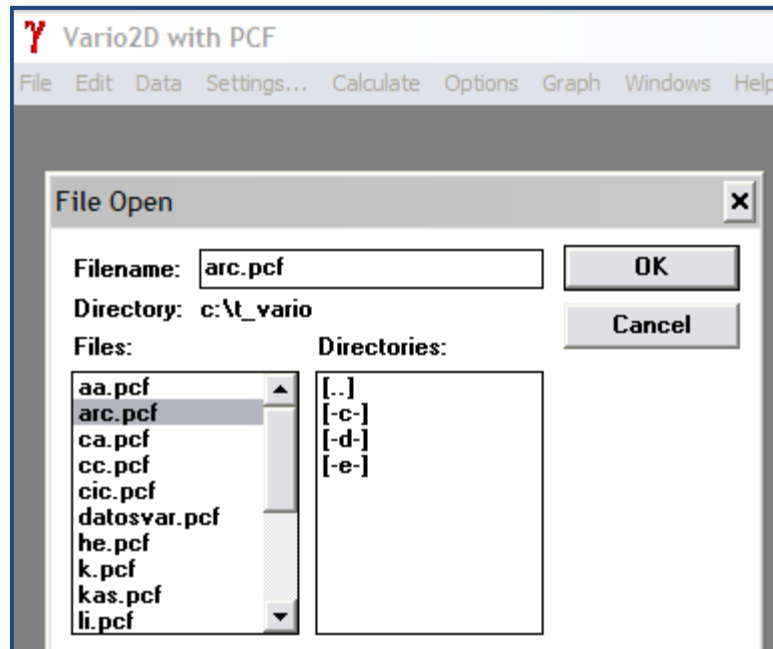 γ Vario2D with PCF
File Edit Data Settings... Calculate Options Graph Windows Help
File Open
Filename: arc.pcf OK
Directory: c:\t_vario Cancel
Files: Directories:
aa.pcf [..]
arc.pcf [-c-]
ca.pcf [-d-]
cc.pcf [-e-]
cic.pcf
datosvar.pcf
he.pcf
k.pcf
kas.pcf
li.pcf